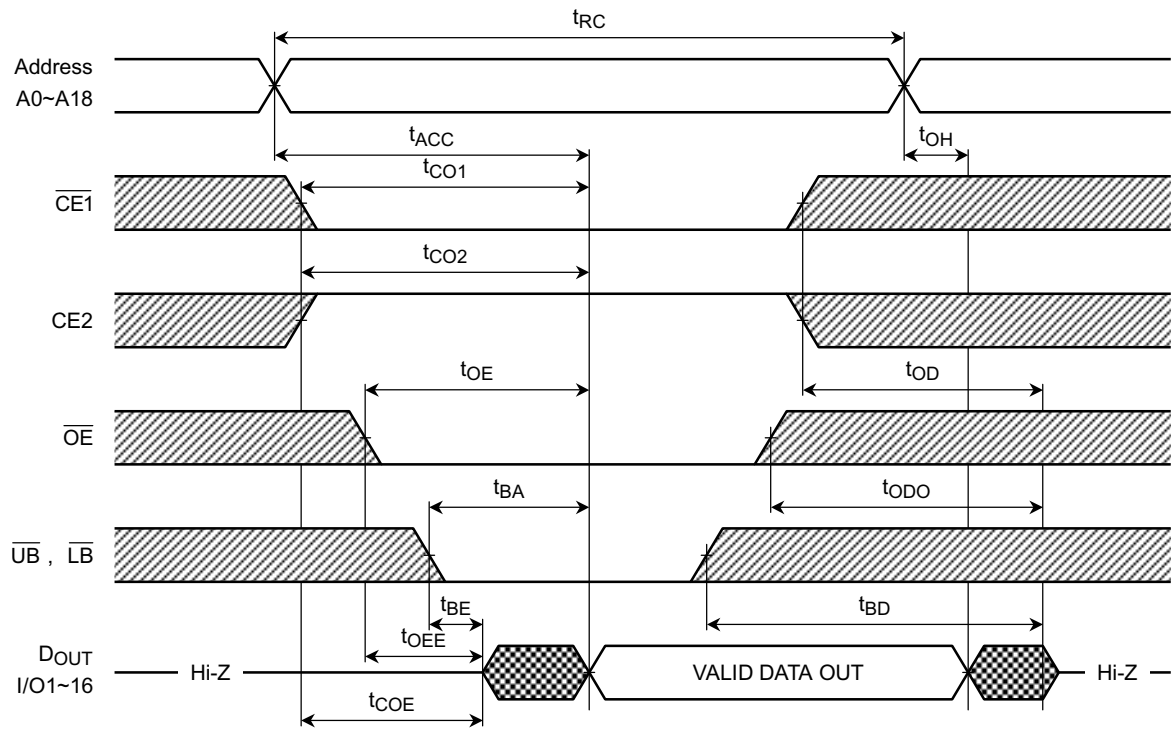 tRC
Address
A0~A18
tACC
tOH
tCO1
CE1
tCO2
CE2
tOE
tOD
OE
tBA
tODO
UB , LB
tBE
tBD
tOEE
DOUT
I/O1~16
Hi-Z
VALID DATA OUT
Hi-Z
tCOE